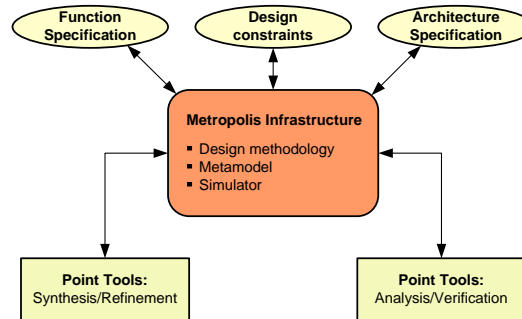 Function
Specification
Design
constraints
Architecture
Specification
Metropolis Infrastructure
▪ Design methodology
▪ Metamodel
▪ Simulator
Point Tools:
Synthesis/Refinement
Point Tools:
Analysis/Verification